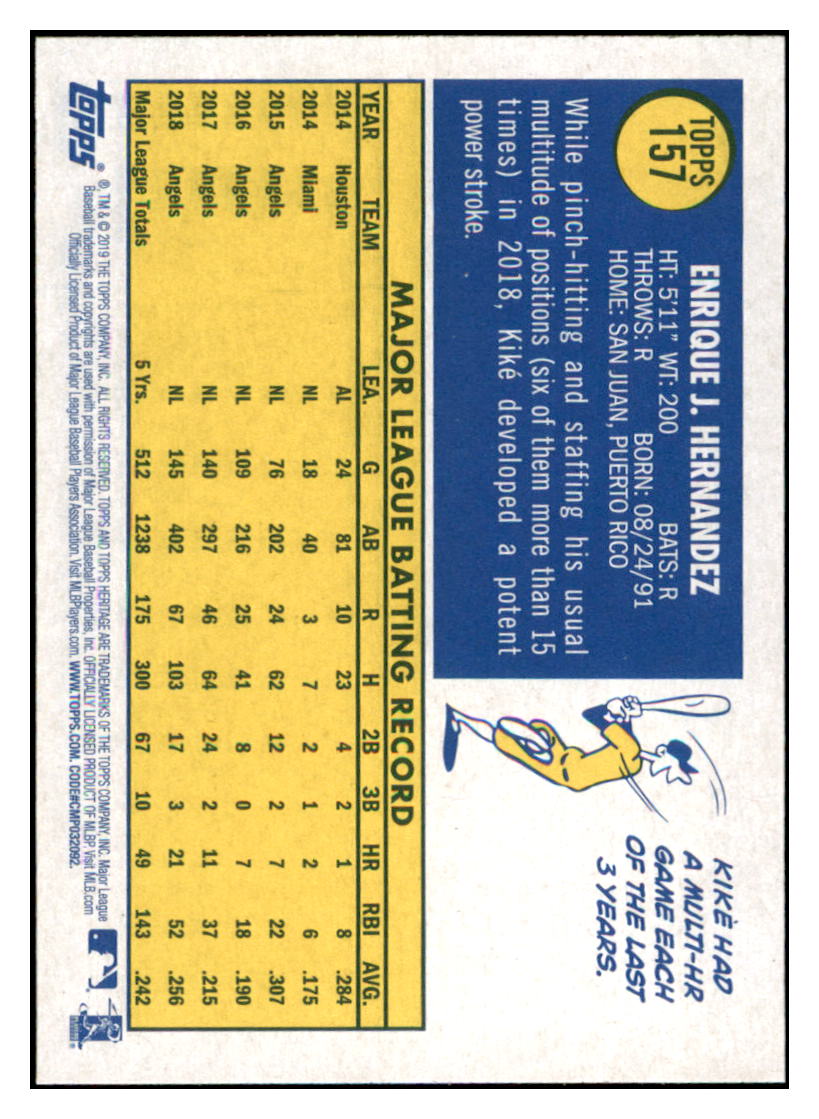 TOPPS
157
ENRIQUE J. HERNANDEZ
HT: 5'11" WT: 200 BATS: R
THROWS: R BORN: 08/24/91
HOME: SAN JUAN, PUERTO RICO
While pinch-hitting and staffing his usual
multitude of positions (six of them more than 15
times) in 2018, Kiké developed a potent
power stroke.
KIKÈ HAD
A MULTI-HR
GAME EACH
OF THE LAST
3 YEARS.
MAJOR LEAGUE BATTING RECORD
YEAR TEAM LEA. G AB R H 2B 3B HR RBI AVG.
2014 Houston AL 24 81 10 23 4 2 1 8 .284
2014 Miami NL 18 40 3 7 2 1 2 6 .175
2015 Angels NL 76 202 24 62 12 2 7 22 .307
2016 Angels NL 109 216 25 41 8 0 7 18 .190
2017 Angels NL 140 297 46 64 24 2 11 37 .215
2018 Angels NL 145 402 67 103 17 3 21 52 .256
Major League Totals 5 Yrs. 512 1238 175 300 67 10 49 143 .242
topps®
®, TM & © 2019 THE TOPPS COMPANY, INC. ALL RIGHTS RESERVED. TOPPS AND TOPPS HERITAGE ARE TRADEMARKS OF THE TOPPS COMPANY, INC. Major League
Baseball trademarks and copyrights are used with permission of Major League Baseball Properties, Inc. OFFICIALLY LICENSED PRODUCT OF MLBP. Visit MLB.com
Officially Licensed Product of Major League Baseball Players Association. Visit MLBPlayers.com. WWW.TOPPS.COM. CODE#CMP032092.